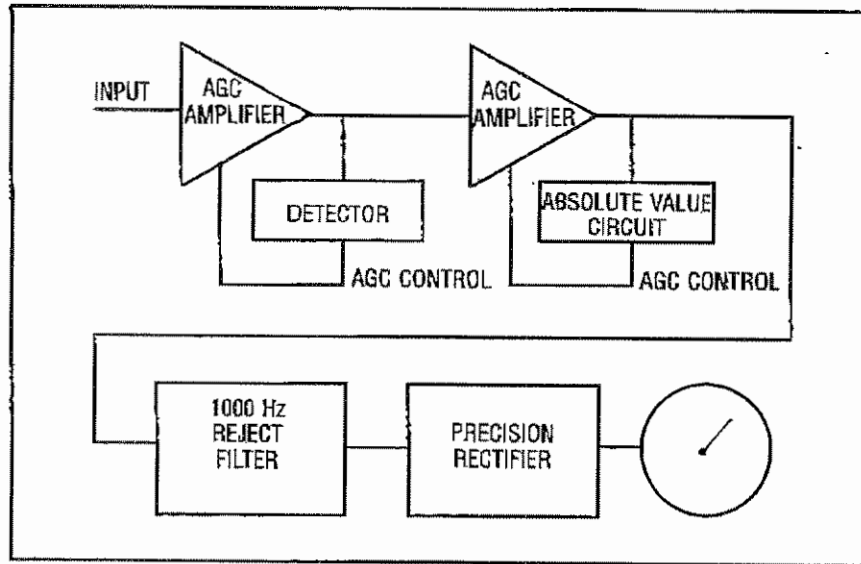 INPUT
AGC
AMPLIFIER
AGC
AMPLIFIER
DETECTOR
ABSOLUTE VALUE
CIRCUIT
AGC CONTROL
AGC CONTROL
1000 Hz
REJECT
FILTER
PRECISION
RECTIFIER